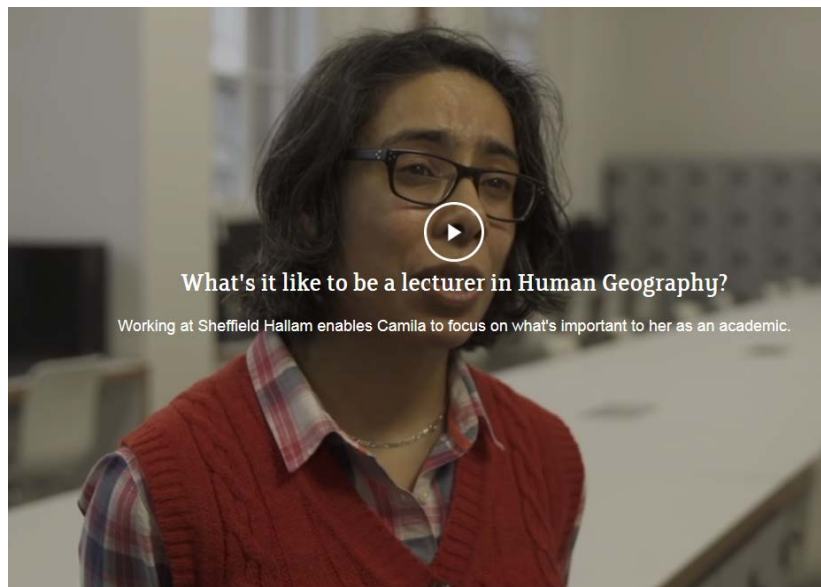 What's it like to be a lecturer in Human Geography?
Working at Sheffield Hallam enables Camila to focus on what's important to her as an academic.